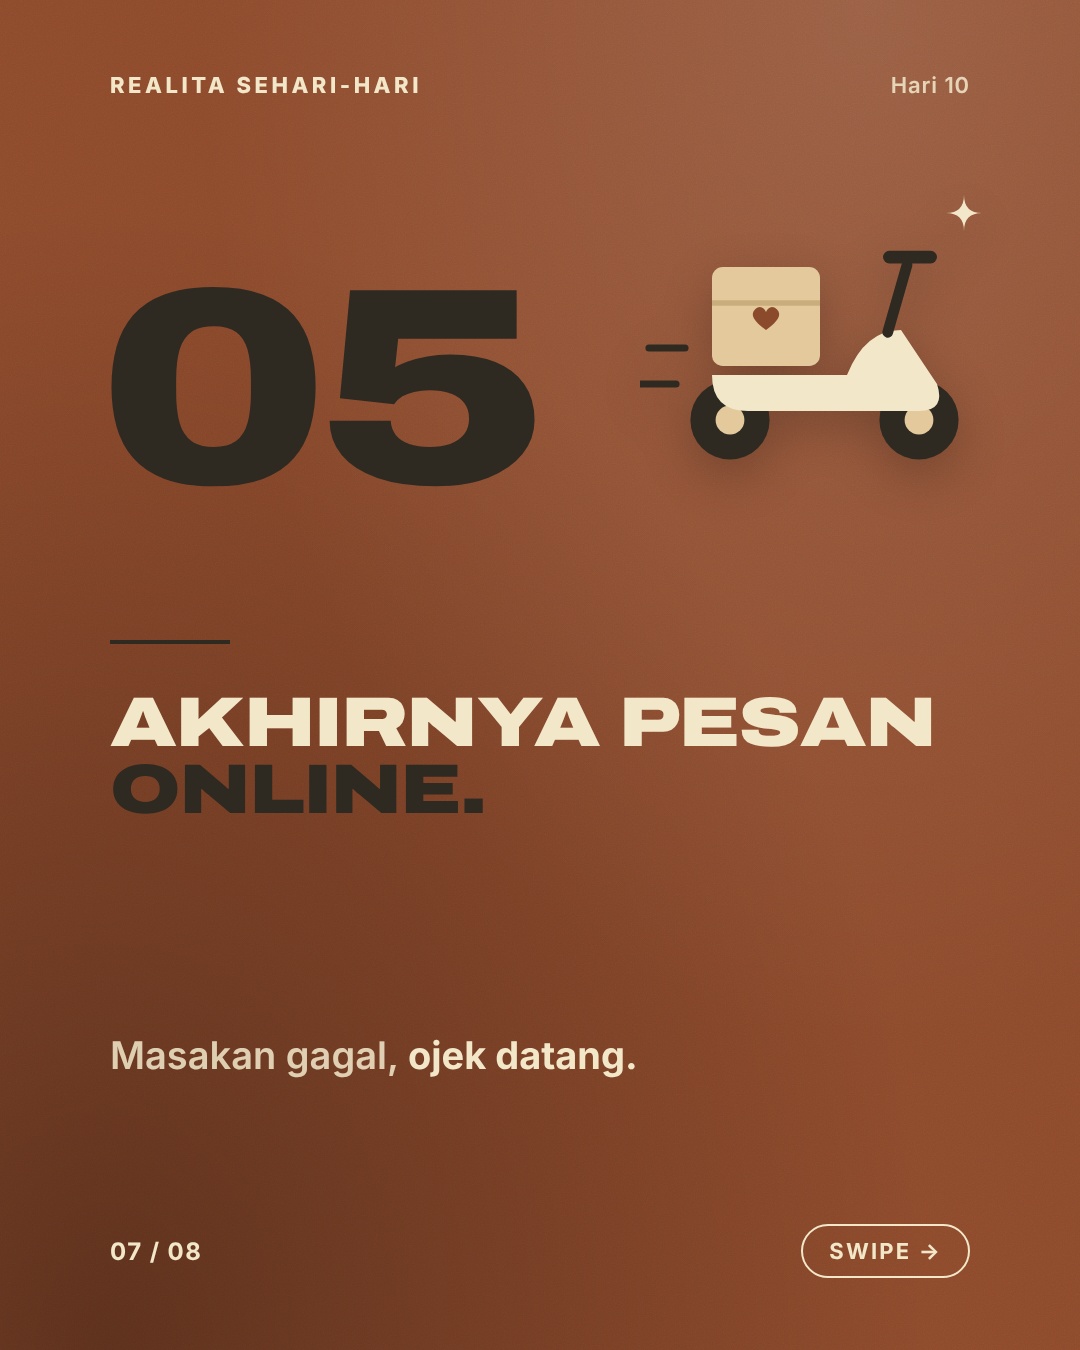 REALITA SEHARI-HARI
Hari 10
05
AKHIRNYA PESAN
ONLINE.
Masakan gagal, ojek datang.
07 / 08
SWIPE →